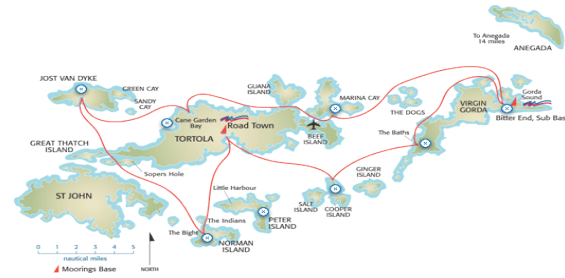 To Anegada
14 miles
ANEGADA
JOST VAN DYKE
GREEN CAY
SANDY
CAY
GUANA
ISLAND
MARINA CAY
Gorda
Sound
VIRGIN
GORDA
Bitter End, Sub Bas
THE DOGS
Cane Garden
Bay
Road Town
TORTOLA
BEEF
ISLAND
The Baths
GREAT THATCH
ISLAND
Sopers Hole
GINGER
ISLAND
ST JOHN
Little Harbour
SALT
ISLAND
COOPER
ISLAND
The Indians
PETER
ISLAND
The Bight
NORMAN
ISLAND
0 1 2 3 4 5
nautical miles
Moorings Base
NORTH